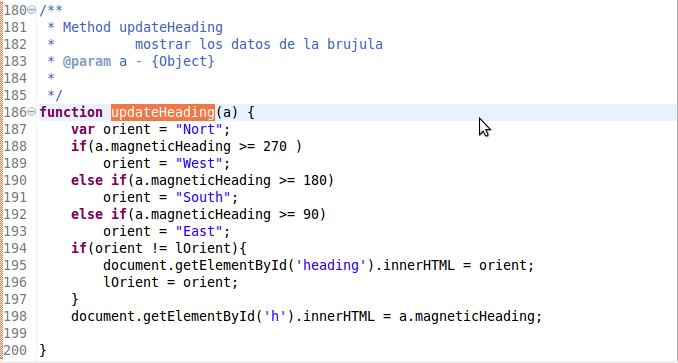 180 /**
181  * Method updateHeading
182  *          mostrar los datos de la brujula
183  * @param a - {Object}
184  *
185  */
186 function updateHeading(a) {
187     var orient = "Nort";
188     if(a.magneticHeading >= 270 )
189         orient = "West";
190     else if(a.magneticHeading >= 180)
191         orient = "South";
192     else if(a.magneticHeading >= 90)
193         orient = "East";
194     if(orient != lOrient){
195         document.getElementById('heading').innerHTML = orient;
196         lOrient = orient;
197     }
198     document.getElementById('h').innerHTML = a.magneticHeading;
199
200 }